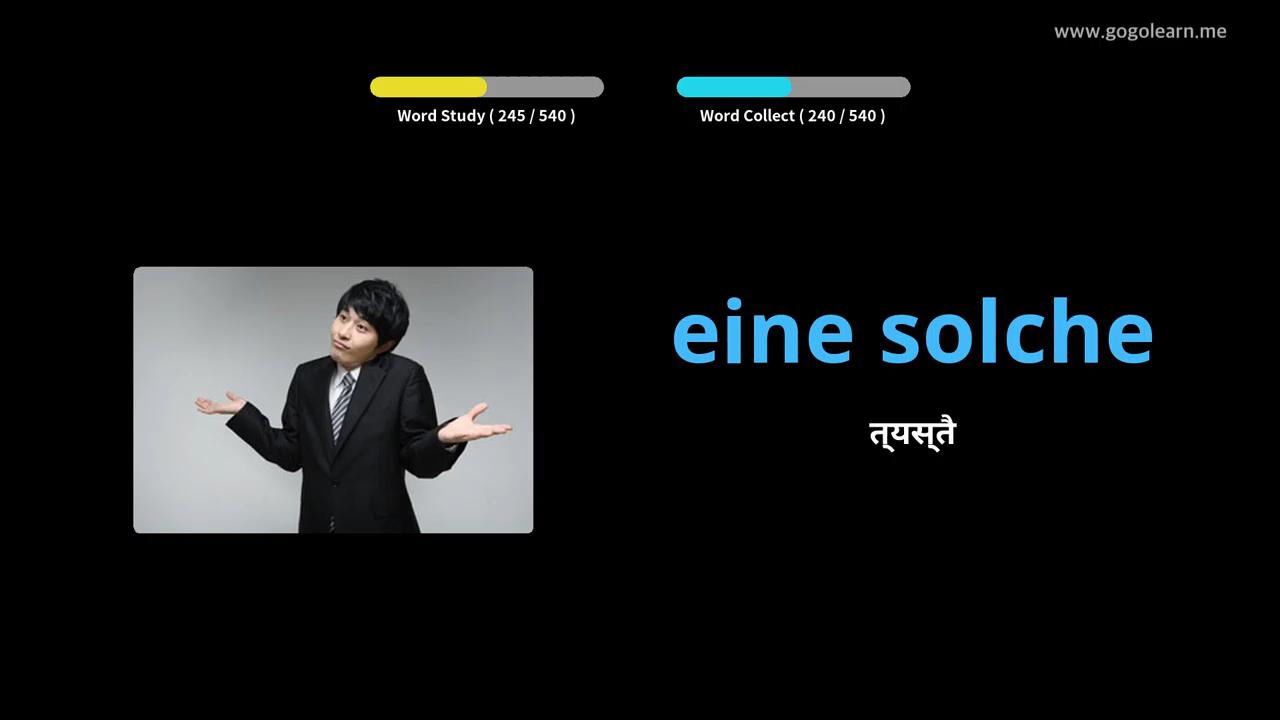 www.gogolearn.me
Word Study ( 245 / 540 )
Word Collect ( 240 / 540 )
eine solche
त्यस्तै